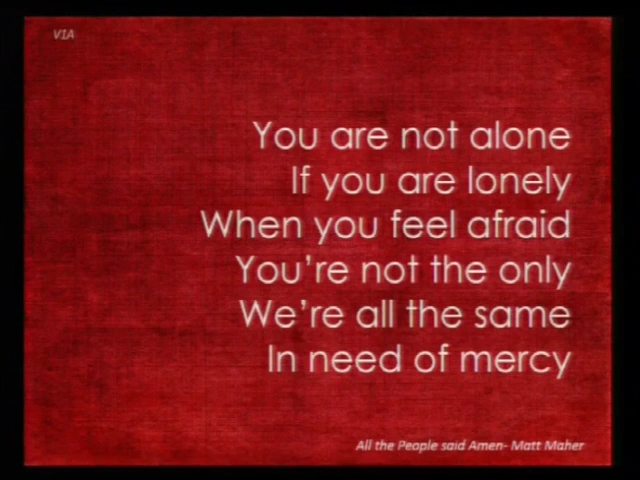 V1A
You are not alone
If you are lonely
When you feel afraid
You're not the only
We're all the same
In need of mercy
All the People said Amen- Matt Maher